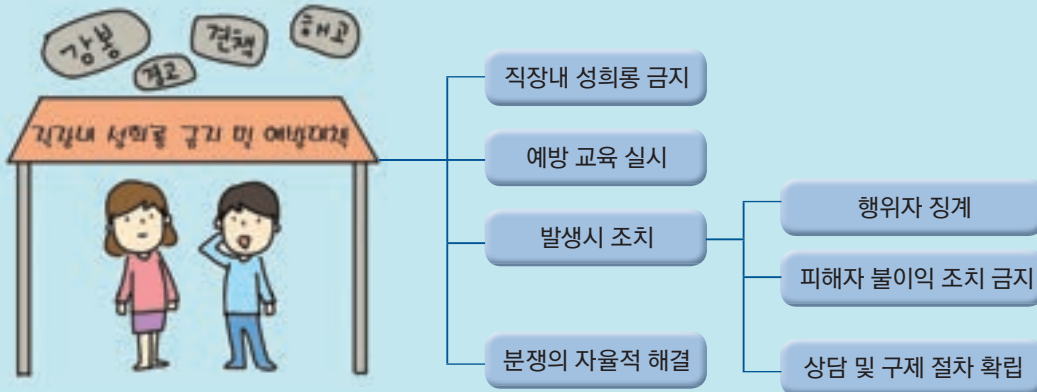 감봉
경고
견책
해고
직장내 성희롱 금지 및 예방대책
직장내 성희롱 금지
예방 교육 실시
발생시 조치
분쟁의 자율적 해결
행위자 징계
피해자 불이익 조치 금지
상담 및 구제 절차 확립